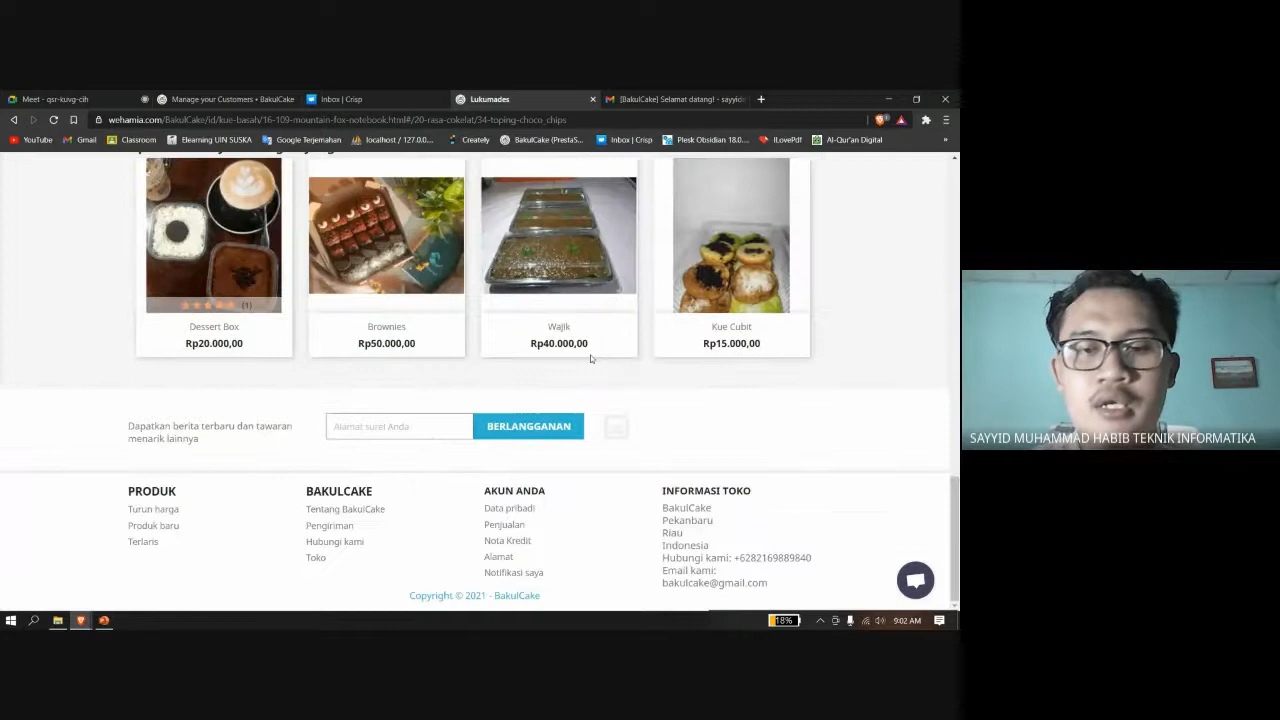 Meet - qsr-kuvg-cih
Manage your Customers • BakulCake
Inbox | Crisp
Lukumades
[BakulCake] Selamat datang! - sayyid
wehamia.com/BakulCake/id/kue-basah/16-109-mountain-fox-notebook.html#/20-rasa-cokelat/34-toping-choco_chips
YouTube
Gmail
Classroom
Elearning UIN SUSKA
Google Terjemahan
localhost / 127.0.0...
Creately
BakulCake (PrestaS...
Inbox | Crisp
Plesk Obsidian 18.0...
ILovePdf
Al-Qur'an Digital
(1)
Dessert Box
Rp20.000,00
Brownies
Rp50.000,00
Wajik
Rp40.000,00
Kue Cubit
Rp15.000,00
Dapatkan berita terbaru dan tawaran
menarik lainnya
Alamat surel Anda
BERLANGGANAN
PRODUK
Turun harga
Produk baru
Terlaris
BAKULCAKE
Tentang BakulCake
Pengiriman
Hubungi kami
Toko
AKUN ANDA
Data pribadi
Penjualan
Nota Kredit
Alamat
Notifikasi saya
INFORMASI TOKO
BakulCake
Pekanbaru
Riau
Indonesia
Hubungi kami: +6282169889840
Email kami:
bakulcake@gmail.com
Copyright © 2021 - BakulCake
18%
9:02 AM
SAYYID MUHAMMAD HABIB TEKNIK INFORMATIKA